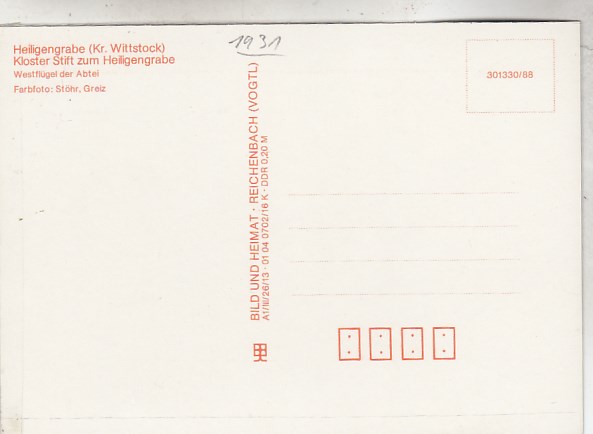 Heiligengrabe (Kr. Wittstock)
Kloster Stift zum Heiligengrabe
Westflügel der Abtei
Farbfoto: Stöhr, Greiz
1931
301330/88
BILD UND HEIMAT · REICHENBACH (VOGTL)
A1/III/26/13 · 01 04 0702/16 K · DDR 0,20 M